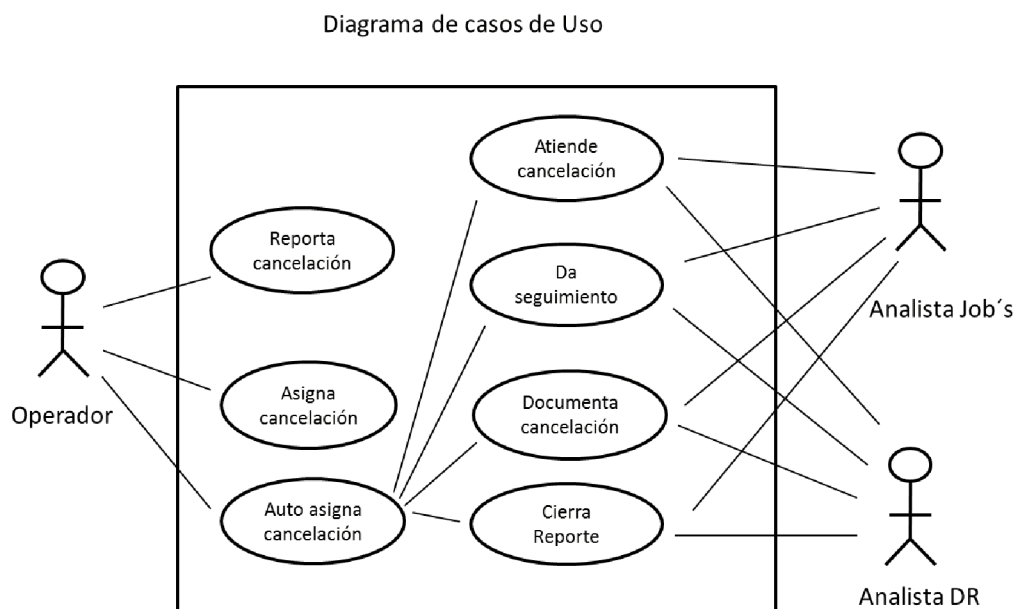 Diagrama de casos de Uso
Atiende
cancelación
Reporta
cancelación
Da
seguimiento
Analista Job´s
Asigna
cancelación
Documenta
cancelación
Operador
Auto asigna
cancelación
Cierra
Reporte
Analista DR